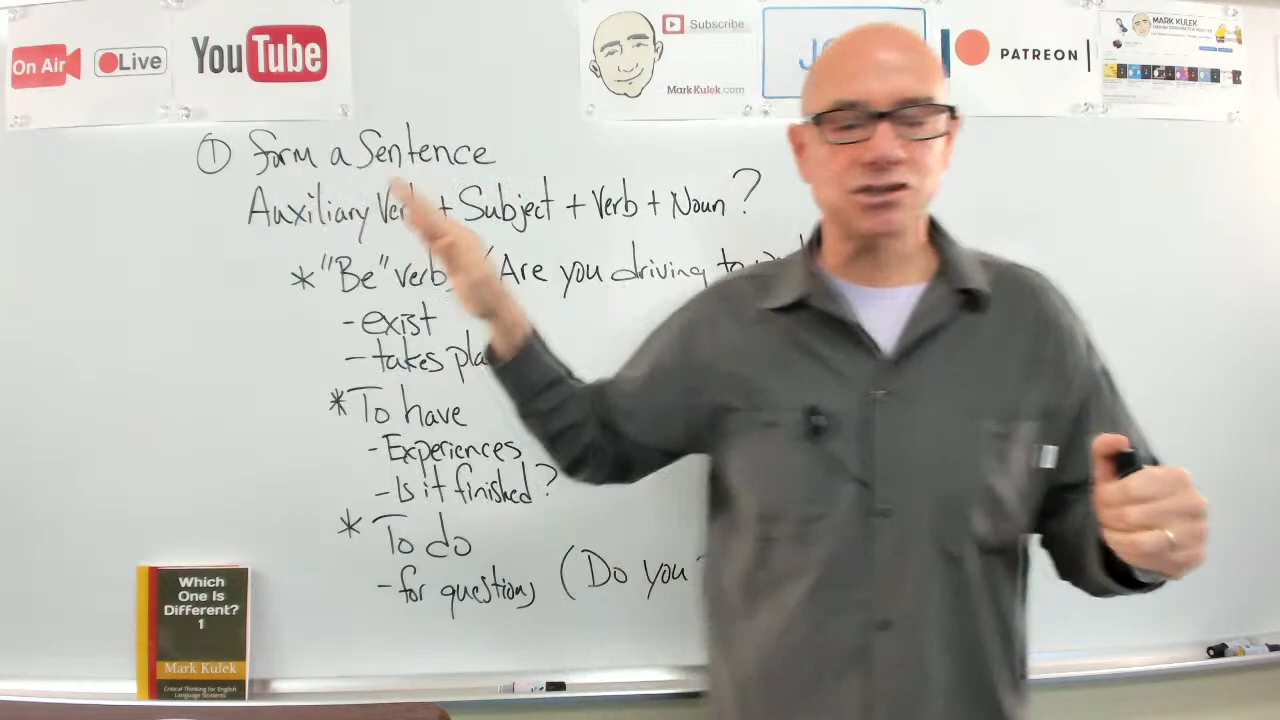 On Air
Live
YouTube
Subscribe
MarkKulek.com
PATREON
MARK KULEK
① Form a Sentence
Auxiliary Verb + Subject + Verb + Noun?
* "Be" verb (Are you driving to
- exist
- takes
* To have
- Experiences
- Is it finished?
* To do
- for questions (Do you
Which
One Is
Different?
1
Mark Kulek
Critical Thinking for English
Language Students